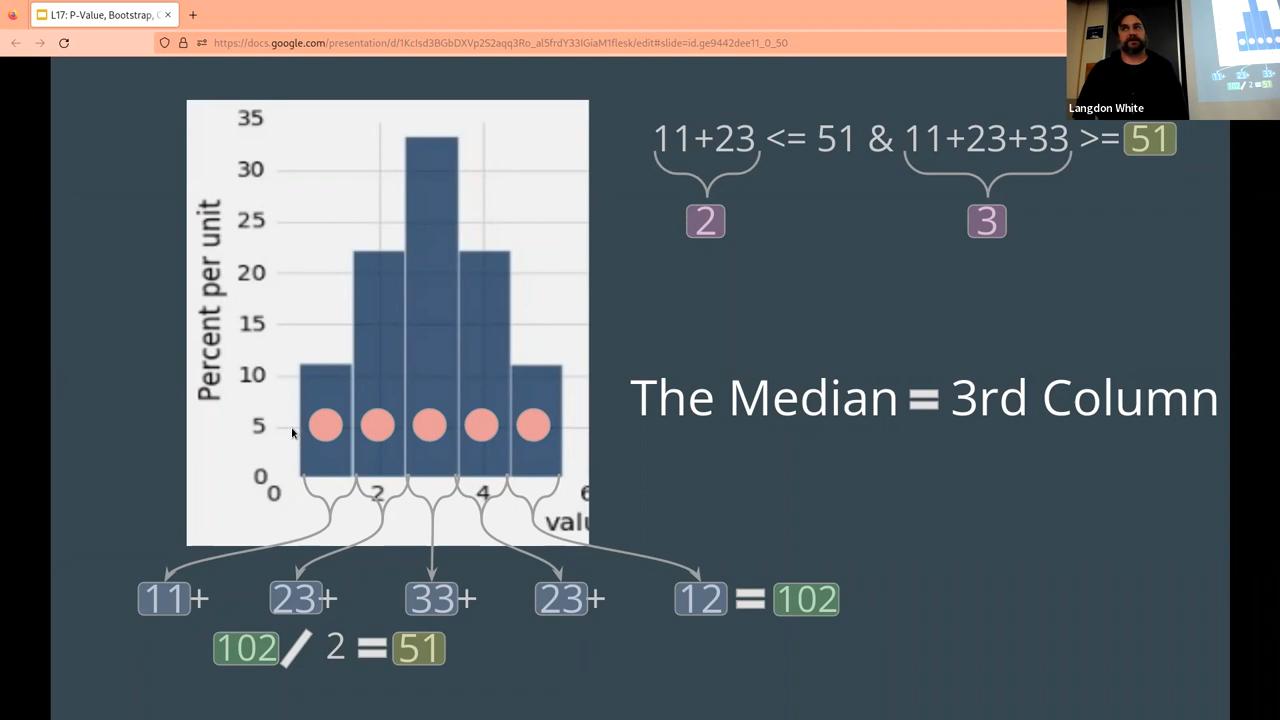 L17: P-Value, Bootstrap,
https://docs.google.com/presentation/d/1KcIsd3BGbDXVp2S2aqq3Ro_al5frdY33IGiaM1flesk/edit#slide=id.ge9442dee11_0_50
Langdon White
11+23 <= 51 & 11+23+33 >= 51
2 3
35
30
25
20
15
10
5
0
Percent per unit
0 2 4 6
valu
The Median = 3rd Column
11+ 23+ 33+ 23+ 12 = 102
102 / 2 = 51